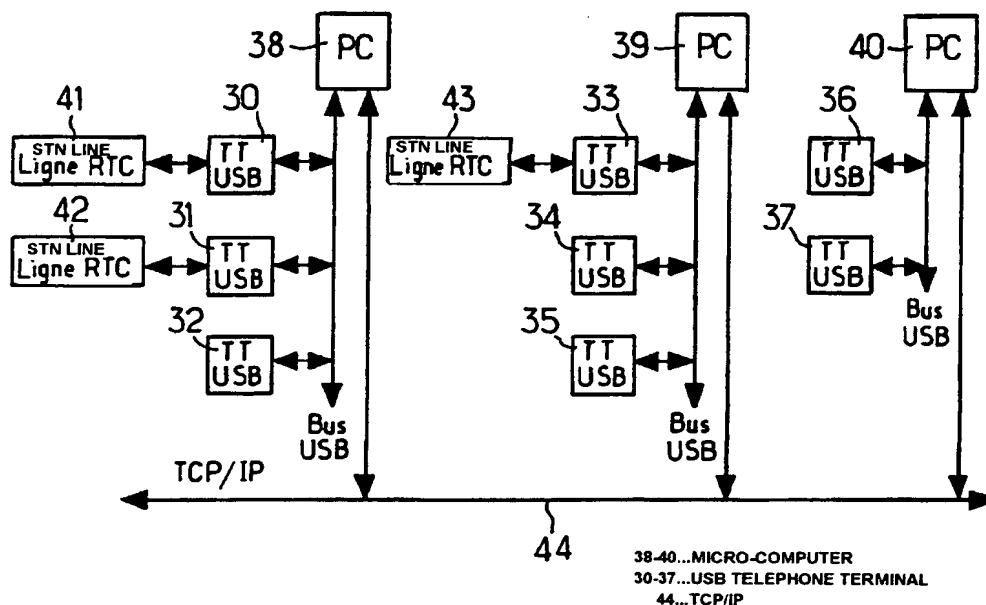 38
PC
39
PC
40
PC
41
STN LINE
Ligne RTC
30
TT
USB
43
STN LINE
Ligne RTC
33
TT
USB
36
TT
USB
42
STN LINE
Ligne RTC
31
TT
USB
34
TT
USB
37
TT
USB
32
TT
USB
35
TT
USB
Bus
USB
Bus
USB
Bus
USB
TCP/IP
44
38-40...MICRO-COMPUTER
30-37...USB TELEPHONE TERMINAL
44...TCP/IP